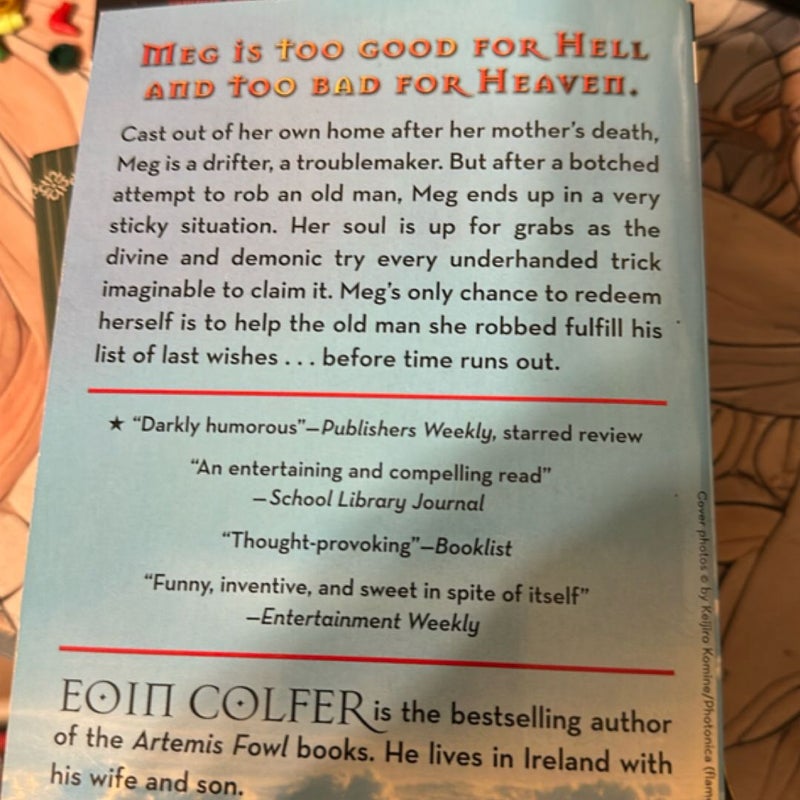 MEG IS TOO GOOD FOR HELL
AND TOO BAD FOR HEAVEN.
Cast out of her own home after her mother's death,
Meg is a drifter, a troublemaker. But after a botched
attempt to rob an old man, Meg ends up in a very
sticky situation. Her soul is up for grabs as the
divine and demonic try every underhanded trick
imaginable to claim it. Meg's only chance to redeem
herself is to help the old man she robbed fulfill his
list of last wishes . . . before time runs out.
★ "Darkly humorous"—Publishers Weekly, starred review
"An entertaining and compelling read"
—School Library Journal
"Thought-provoking"—Booklist
"Funny, inventive, and sweet in spite of itself"
—Entertainment Weekly
EOIN COLFER is the bestselling author
of the Artemis Fowl books. He lives in Ireland with
his wife and son.
Cover photos © by Keijiro Komine/Photonica (flam